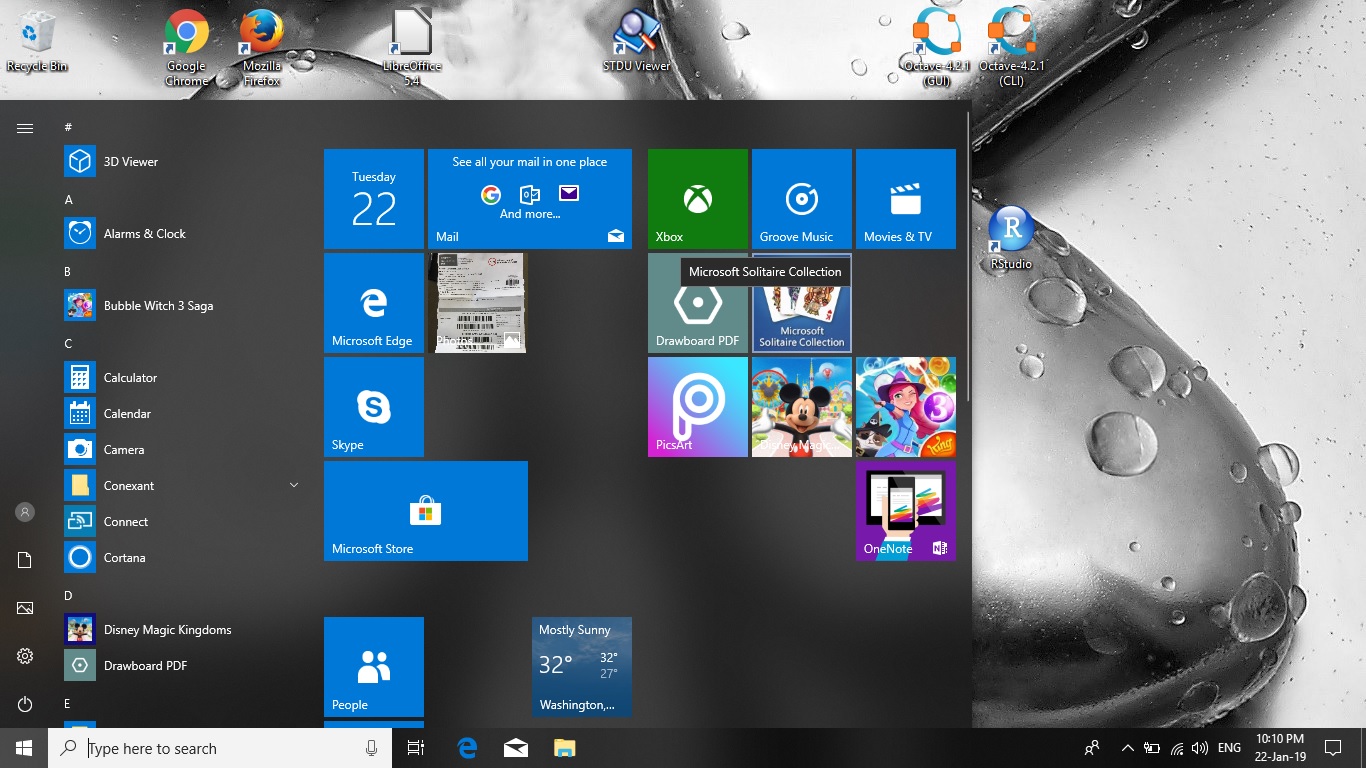 Recycle Bin
Google
Chrome
Mozilla
Firefox
LibreOffice
5.4
STDU Viewer
Octave-4.2.1
(GUI)
Octave-4.2.1
(CLI)
R
RStudio
#
3D Viewer
A
Alarms & Clock
B
Bubble Witch 3 Saga
C
Calculator
Calendar
Camera
Conexant
Connect
Cortana
D
Disney Magic Kingdoms
Drawboard PDF
E
Tuesday
22
See all your mail in one place
And more...
Mail
Microsoft Edge
Photos
Skype
Microsoft Store
People
Mostly Sunny
32°
32°
27°
Washington,...
Xbox
Groove Music
Movies & TV
Microsoft Solitaire Collection
Drawboard PDF
Microsoft
Solitaire Collection
PicsArt
Disney Magic...
3
King
OneNote
Type here to search
ENG
10:10 PM
22-Jan-19